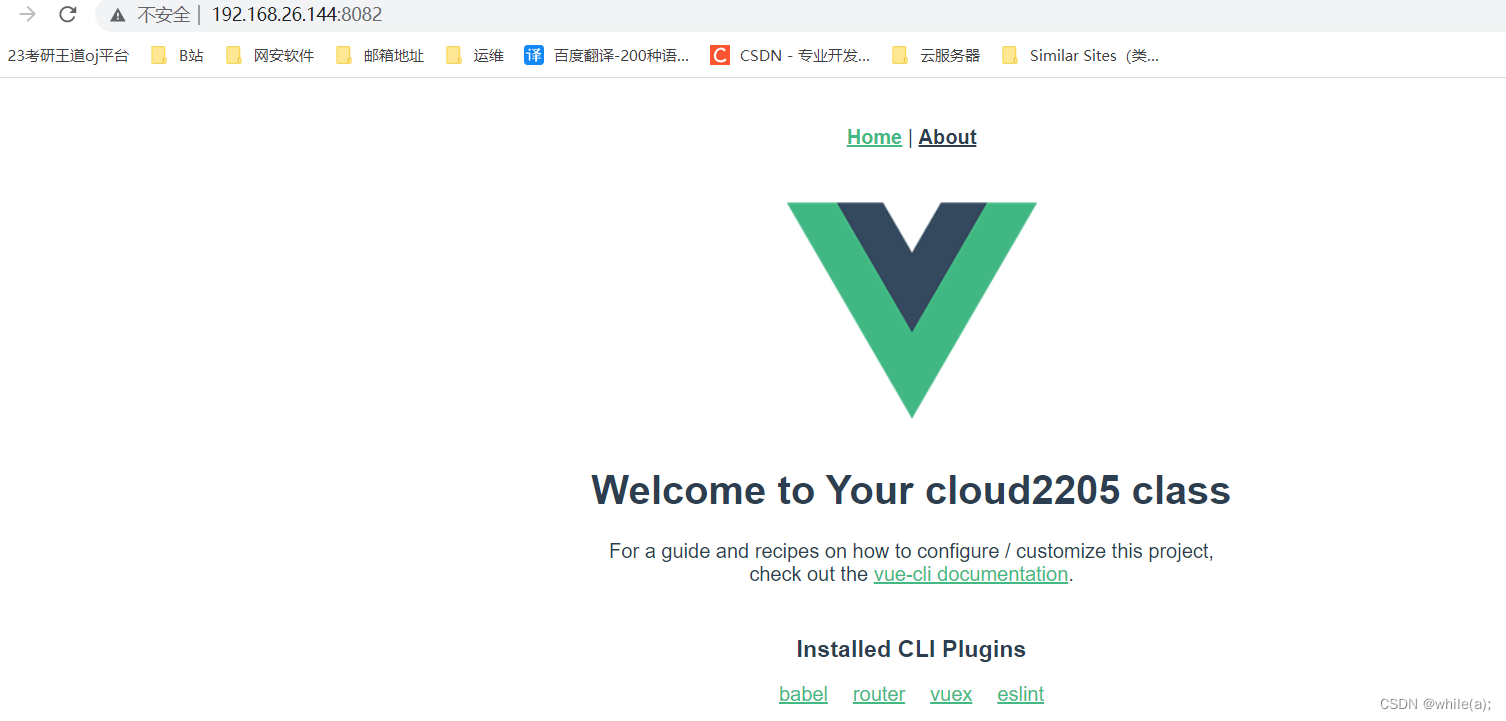 不安全 | 192.168.26.144:8082
23考研王道oj平台 B站 网安软件 邮箱地址 运维 译 百度翻译-200种语... C CSDN - 专业开发... 云服务器 Similar Sites（类...
Home | About
Welcome to Your cloud2205 class
For a guide and recipes on how to configure / customize this project,
check out the vue-cli documentation.
Installed CLI Plugins
babel router vuex eslint
CSDN @while(a);